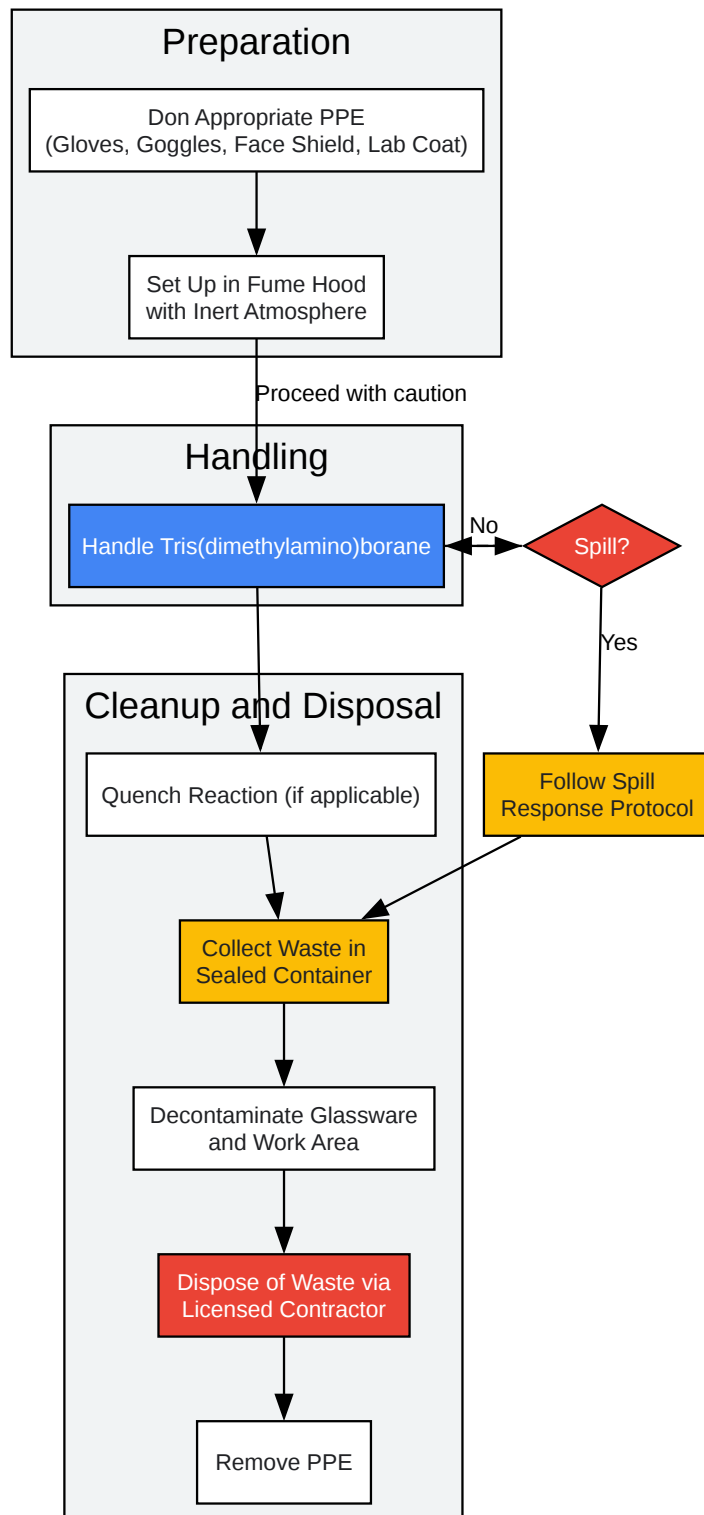 Preparation
Don Appropriate PPE
(Gloves, Goggles, Face Shield, Lab Coat)
Set Up in Fume Hood
with Inert Atmosphere
Proceed with caution
Handling
Handle Tris(dimethylamino)borane
No
Spill?
Yes
Cleanup and Disposal
Quench Reaction (if applicable)
Follow Spill
Response Protocol
Collect Waste in
Sealed Container
Decontaminate Glassware
and Work Area
Dispose of Waste via
Licensed Contractor
Remove PPE